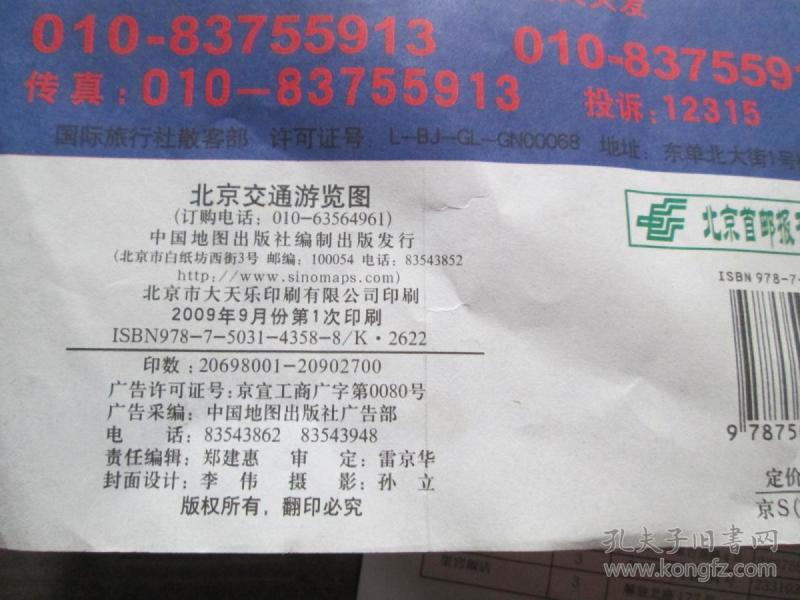 010-83755913 010-8375591
传真:010-83755913 投诉:12315
国际旅行社散客部 许可证号 L-BJ-GL-GN00068 地址: 东单北大街1号
北京交通游览图
(订购电话: 010-63564961)
中国地图出版社编制出版发行
(北京市白纸坊西街3号 邮编: 100054 电话: 83543852
http://www.sinomaps.com)
北京市大天乐印刷有限公司印刷
2009年9月份第1次印刷
ISBN978-7-5031-4358-8/K·2622
印数: 20698001-20902700
广告许可证号: 京宣工商广字第0080号
广告采编: 中国地图出版社广告部
电 话: 83543862 83543948
责任编辑: 郑建惠 审 定: 雷京华
封面设计: 李 伟 摄 影: 孙 立
版权所有, 翻印必究
北京首邮报
ISBN 978-7-
9 7875
定价
京S(
孔夫子旧书网
www.kongfz.com